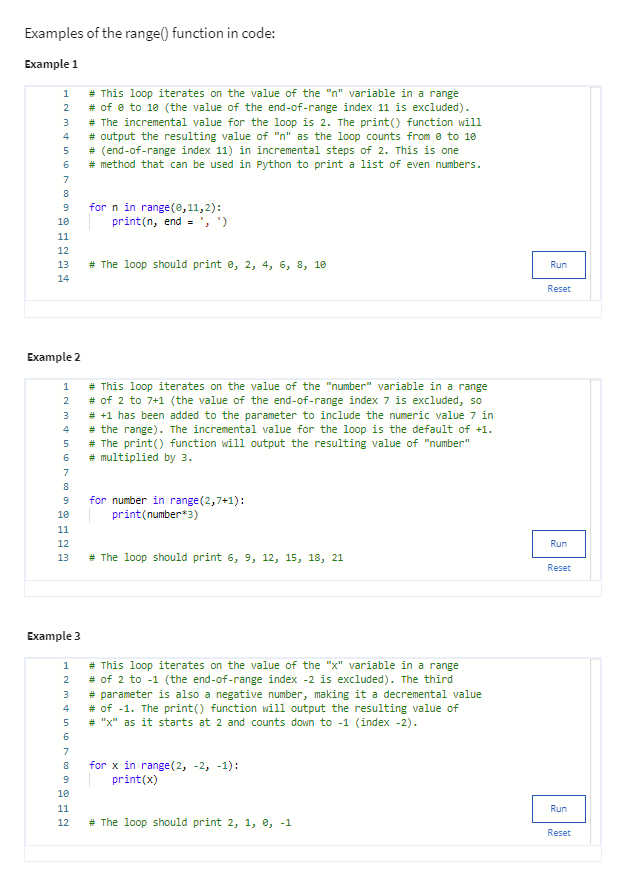 Examples of the range() function in code:
Example 1
1 # This loop iterates on the value of the "n" variable in a range
2 # of 0 to 10 (the value of the end-of-range index 11 is excluded).
3 # The incremental value for the loop is 2. The print() function will
4 # output the resulting value of "n" as the loop counts from 0 to 10
5 # (end-of-range index 11) in incremental steps of 2. This is one
6 # method that can be used in Python to print a list of even numbers.
7
8
9 for n in range(0,11,2):
10     print(n, end = ', ')
11
12
13 # The loop should print 0, 2, 4, 6, 8, 10
14
Run
Reset
Example 2
1 # This loop iterates on the value of the "number" variable in a range
2 # of 2 to 7+1 (the value of the end-of-range index 7 is excluded, so
3 # +1 has been added to the parameter to include the numeric value 7 in
4 # the range). The incremental value for the loop is the default of +1.
5 # The print() function will output the resulting value of "number"
6 # multiplied by 3.
7
8
9 for number in range(2,7+1):
10     print(number*3)
11
12
13 # The loop should print 6, 9, 12, 15, 18, 21
Run
Reset
Example 3
1 # This loop iterates on the value of the "x" variable in a range
2 # of 2 to -1 (the end-of-range index -2 is excluded). The third
3 # parameter is also a negative number, making it a decremental value
4 # of -1. The print() function will output the resulting value of
5 # "x" as it starts at 2 and counts down to -1 (index -2).
6
7
8 for x in range(2, -2, -1):
9     print(x)
10
11
12 # The loop should print 2, 1, 0, -1
Run
Reset